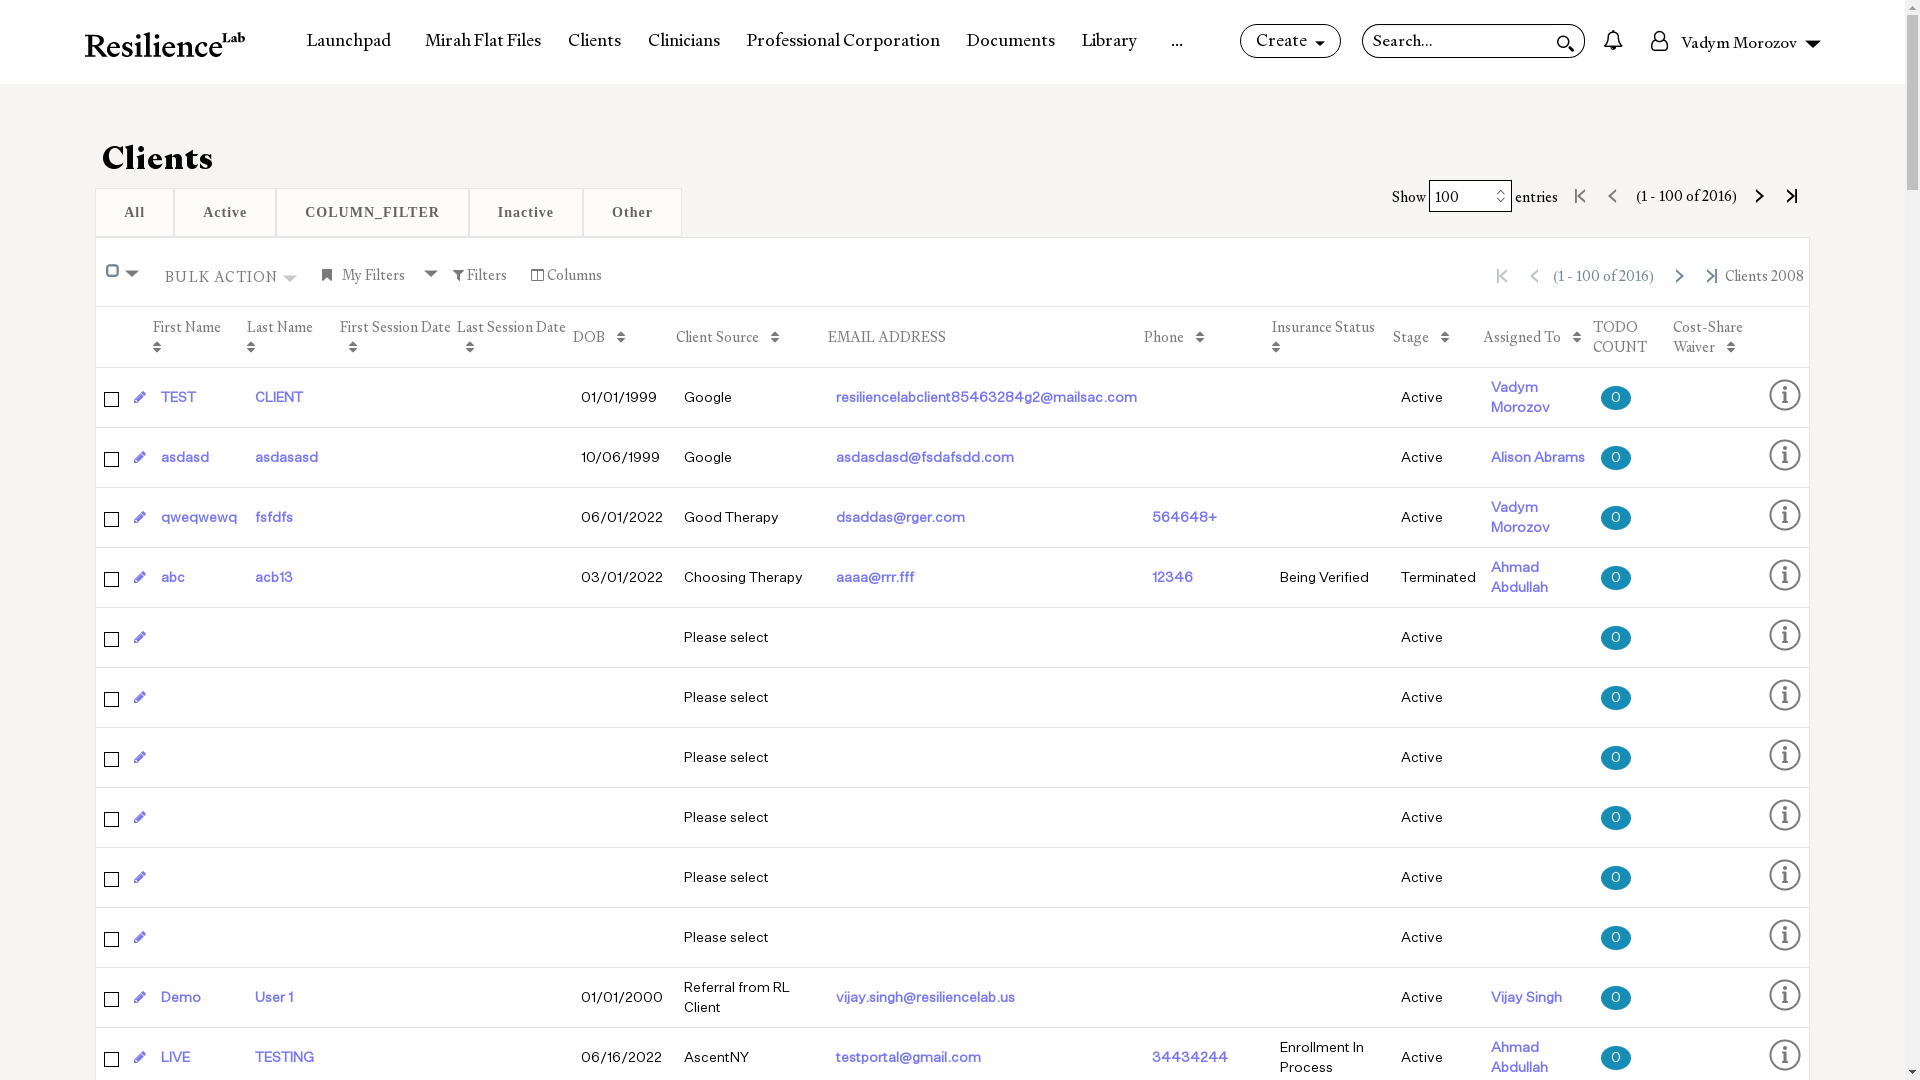 ResilienceLab Launchpad Mirah Flat Files Clients Clinicians Professional Corporation Documents Library ... Create Search... Vadym Morozov
Clients
Show 100 entries (1 - 100 of 2016)
All Active COLUMN_FILTER Inactive Other
BULK ACTION My Filters Filters Columns (1 - 100 of 2016) Clients 2008
First Name Last Name First Session Date Last Session Date DOB Client Source EMAIL ADDRESS Phone Insurance Status Stage Assigned To TODO COUNT Cost-Share Waiver
TEST CLIENT 01/01/1999 Google resiliencelabclient85463284g2@mailsac.com Active Vadym Morozov 0
asdasd asdasasd 10/06/1999 Google asdasdasd@fsdafsdd.com Active Alison Abrams 0
qweqwewq fsfdfs 06/01/2022 Good Therapy dsaddas@rger.com 564648+ Active Vadym Morozov 0
abc acb13 03/01/2022 Choosing Therapy aaaa@rrr.fff 12346 Being Verified Terminated Ahmad Abdullah 0
Please select Active 0
Please select Active 0
Please select Active 0
Please select Active 0
Please select Active 0
Please select Active 0
Demo User 1 01/01/2000 Referral from RL Client vijay.singh@resiliencelab.us Active Vijay Singh 0
LIVE TESTING 06/16/2022 AscentNY testportal@gmail.com 34434244 Enrollment In Process Active Ahmad Abdullah 0